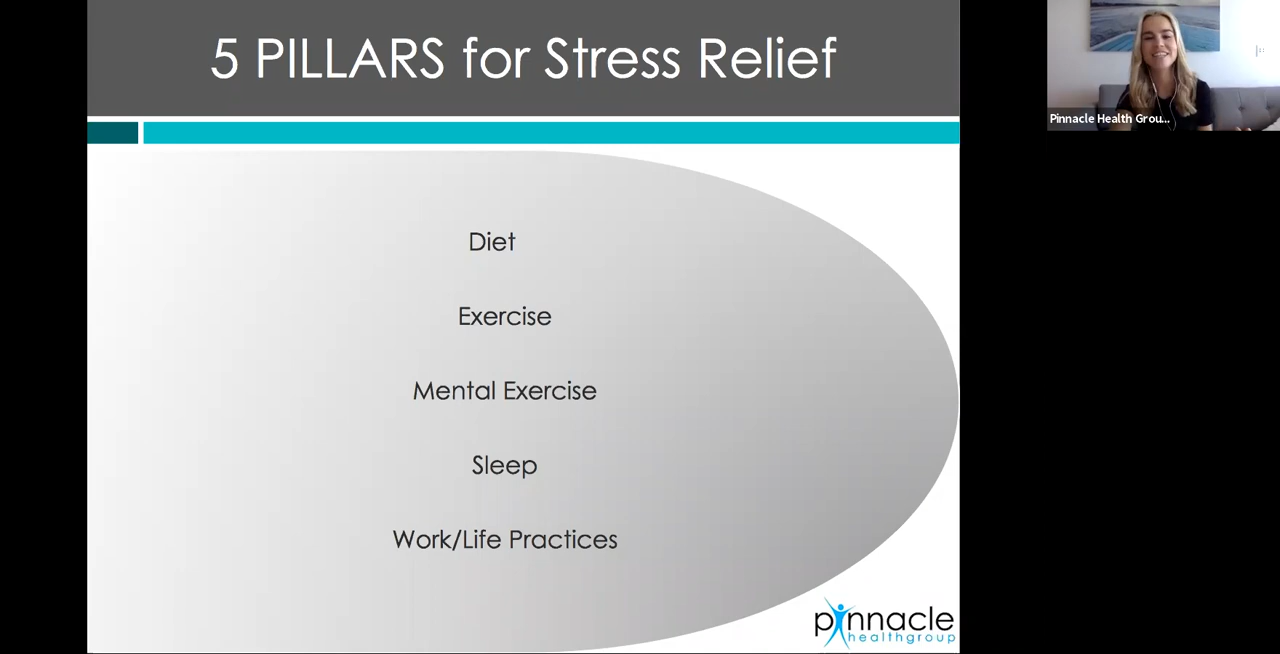 5 PILLARS for Stress Relief
Diet
Exercise
Mental Exercise
Sleep
Work/Life Practices
pinnacle
healthgroup
Pinnacle Health Grou...